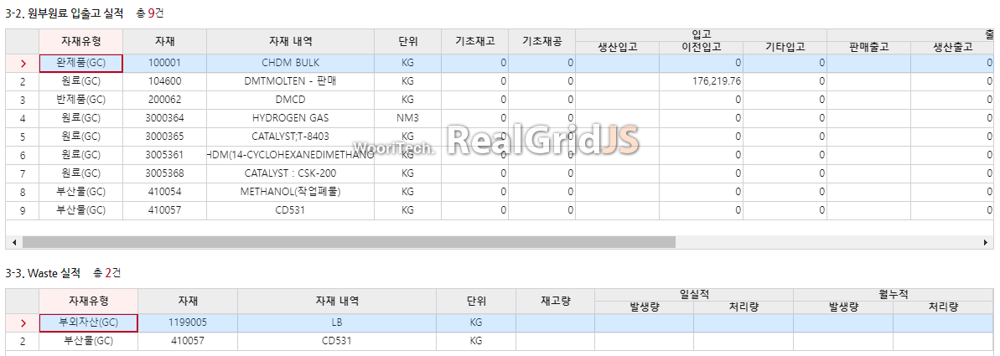 3-2. 원부원료 입출고 실적 총 9건
자재유형 자재 자재 내역 단위 기초재고 기초재공 입고 출
생산입고 이전입고 기타입고 판매출고 생산출고
> 완제품(GC) 100001 CHDM BULK KG 0 0 0 0 0
2 원료(GC) 104600 DMTMOLTEN - 판매 KG 0 0 176,219.76 0 0
3 반제품(GC) 200062 DMCD KG 0 0 0 0 0
4 원료(GC) 3000364 HYDROGEN GAS NM3 0 0 0 0 0
5 원료(GC) 3000365 CATALYST;T-8403 KG 0 0 0 0 0
6 원료(GC) 3005361 HDM(14-CYCLOHEXANEDIMETHANO KG 0 0 0 0 0
7 원료(GC) 3005368 CATALYST : CSK-200 KG 0 0 0 0 0
8 부산물(GC) 410054 METHANOL(작업폐물) KG 0 0 0 0 0
9 부산물(GC) 410057 CD531 KG 0 0 0 0 0
WooriTech. RealGridJS
3-3. Waste 실적 총 2건
자재유형 자재 자재 내역 단위 재고량 일실적 월누적
발생량 처리량 발생량 처리량
> 부외자산(GC) 1199005 LB KG
2 부산물(GC) 410057 CD531 KG